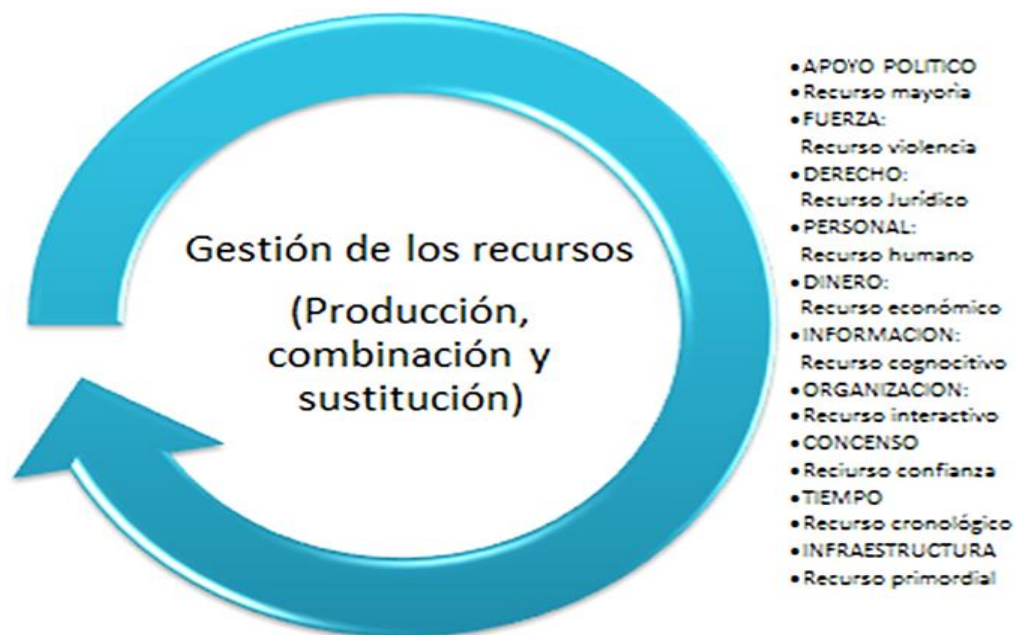 Gestión de los recursos
(Producción,
combinación y
sustitución)
•APOYO POLITICO
•Recurso mayorìa
•FUERZA:
Recurso violencia
•DERECHO:
Recurso Jurídico
•PERSONAL:
Recurso humano
•DINERO:
Recurso económico
•INFORMACION:
Recurso cognocitivo
•ORGANIZACION:
•Recurso interactivo
•CONCENSO
•Reciurso confianza
•TIEMPO
•Recurso cronológico
•INFRAESTRUCTURA
•Recurso primordial